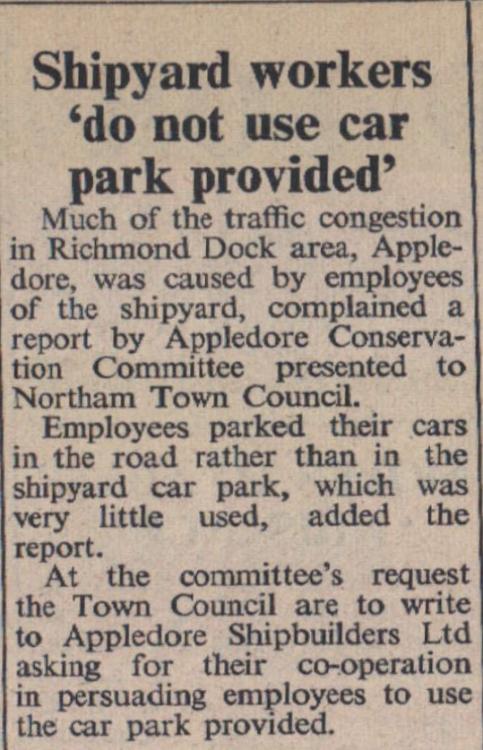 Shipyard workers
‘do not use car
park provided’
Much of the traffic congestion
in Richmond Dock area, Apple-
dore, was caused by employees
of the shipyard, complained a
report by Appledore Conserva-
tion Committee presented to
Northam Town Council.
Employees parked their cars
in the road rather than in the
shipyard car park, which was
very little used, added the
report.
At the committee’s request
the Town Council are to write
to Appledore Shipbuilders Ltd
asking for their co-operation
in persuading employees to use
the car park provided.